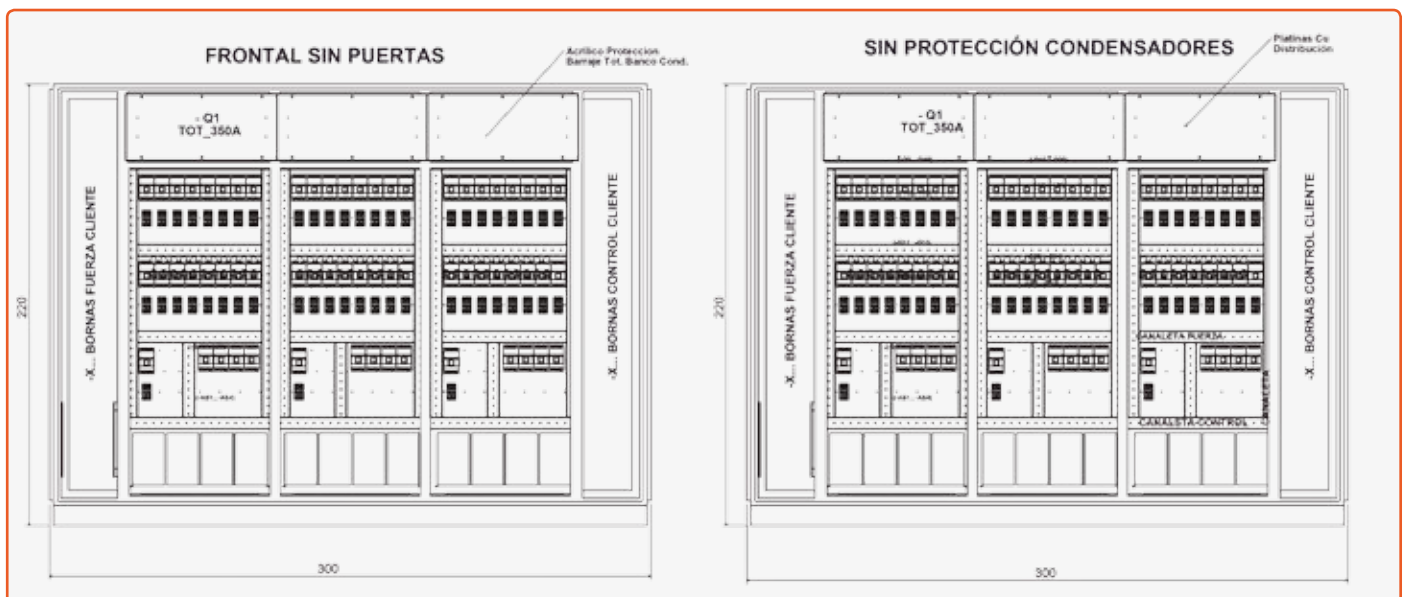 FRONTAL SIN PUERTAS
Acrilico Proteccion
Barraje Tot. Banco Cond.
- Q1
TOT_350A
-X... BORNAS FUERZA CLIENTE
-X... BORNAS CONTROL CLIENTE
220
300
SIN PROTECCIÓN CONDENSADORES
Platinas Cu
Distribución
- Q1
TOT_350A
-X... BORNAS FUERZA CLIENTE
-X... BORNAS CONTROL CLIENTE
CANALETA FUERZA
CANALETA
CANALETA CONTROL
220
300